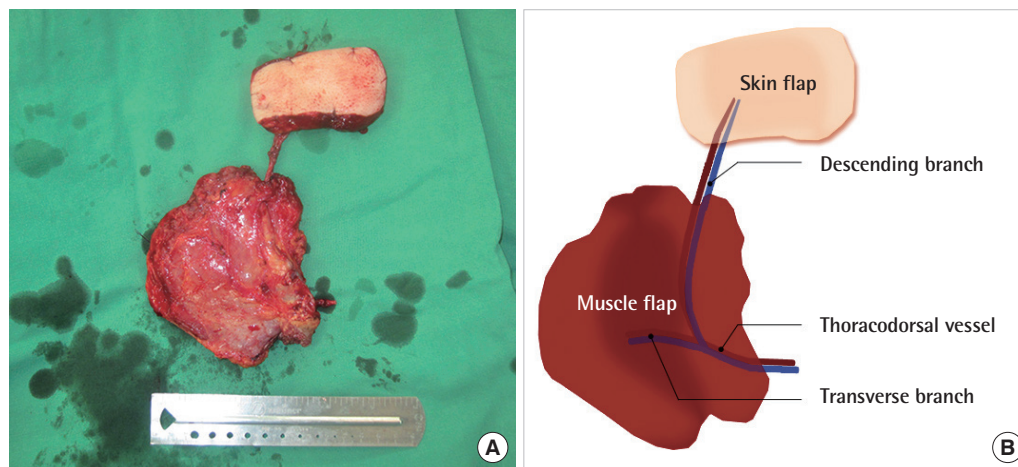 A
Skin flap
Descending branch
Muscle flap
Thoracodorsal vessel
Transverse branch
B